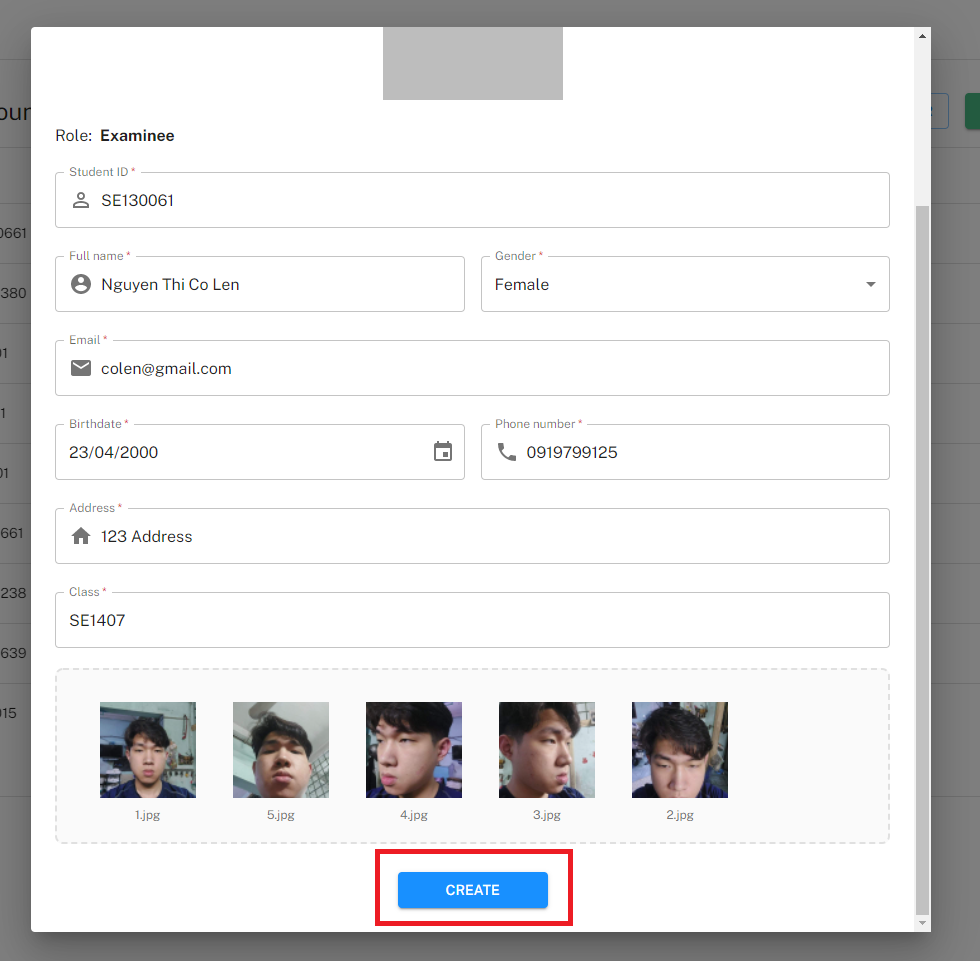 Role: Examinee
Student ID *
SE130061
Full name *
Nguyen Thi Co Len
Gender *
Female
Email *
colen@gmail.com
Birthdate *
23/04/2000
Phone number *
0919799125
Address *
123 Address
Class *
SE1407
1.jpg 5.jpg 4.jpg 3.jpg 2.jpg
CREATE
0661
380
01
1
01
661
238
639
015